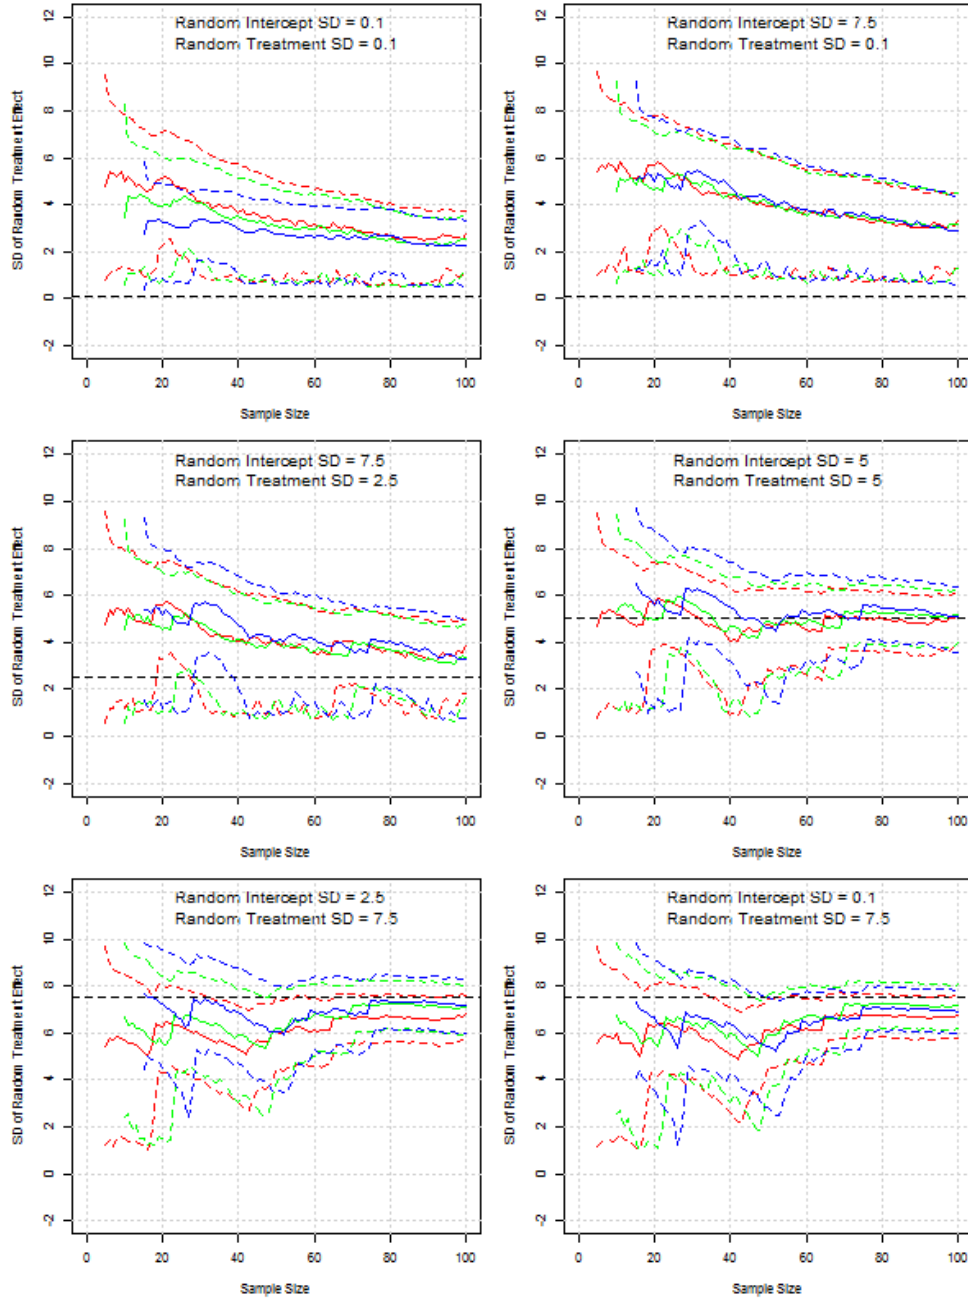 Random Intercept SD = 0.1
Random Treatment SD = 0.1
12
10
8
6
4
2
0
-2
SD of Random Treatment Effect
0 20 40 60 80 100
Sample Size
Random Intercept SD = 7.5
Random Treatment SD = 0.1
12
10
8
6
4
2
0
-2
SD of Random Treatment Effect
0 20 40 60 80 100
Sample Size
Random Intercept SD = 7.5
Random Treatment SD = 2.5
12
10
8
6
4
2
0
-2
SD of Random Treatment Effect
0 20 40 60 80 100
Sample Size
Random Intercept SD = 5
Random Treatment SD = 5
12
10
8
6
4
2
0
-2
SD of Random Treatment Effect
0 20 40 60 80 100
Sample Size
Random Intercept SD = 2.5
Random Treatment SD = 7.5
12
10
8
6
4
2
0
-2
SD of Random Treatment Effect
0 20 40 60 80 100
Sample Size
Random Intercept SD = 0.1
Random Treatment SD = 7.5
12
10
8
6
4
2
0
-2
SD of Random Treatment Effect
0 20 40 60 80 100
Sample Size